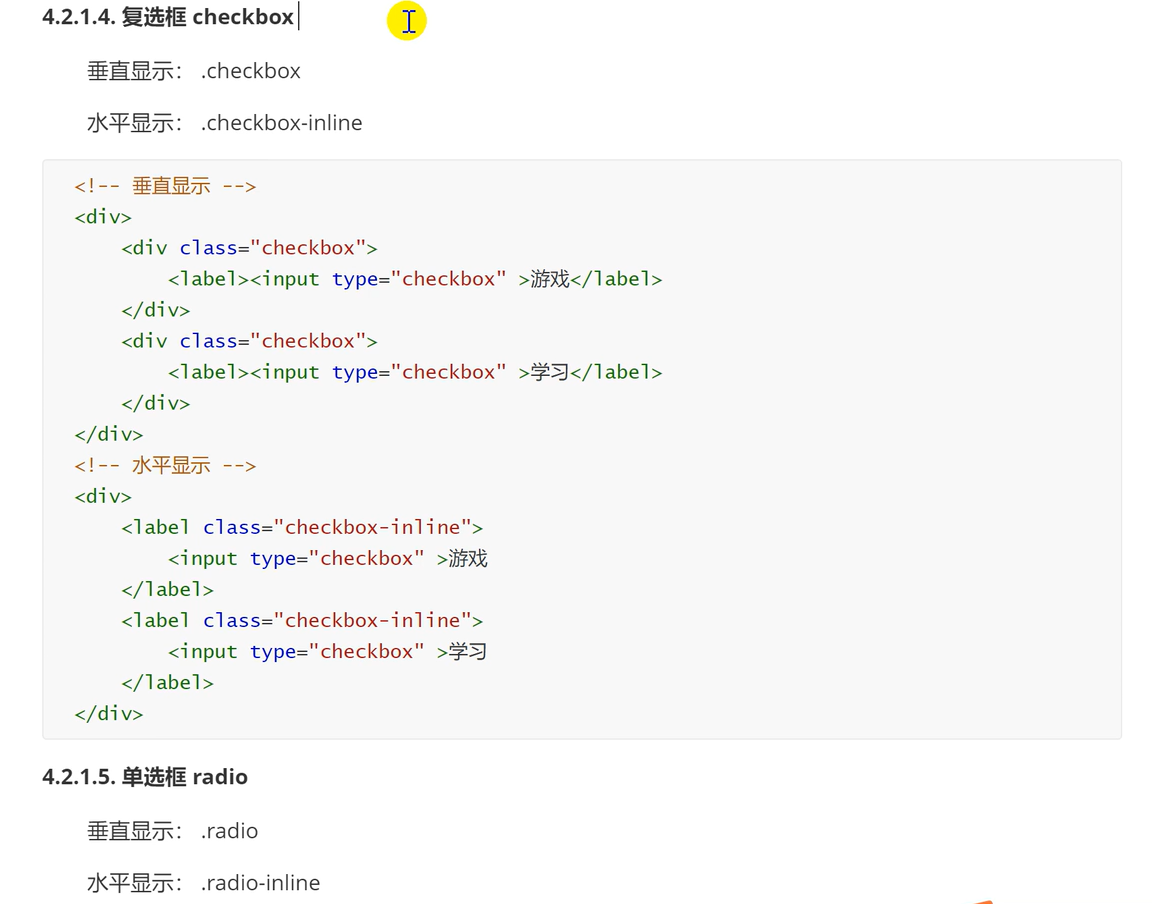 4.2.1.4. 复选框 checkbox
垂直显示： .checkbox
水平显示： .checkbox-inline
<!-- 垂直显示 -->
<div>
    <div class="checkbox">
        <label><input type="checkbox" >游戏</label>
    </div>
    <div class="checkbox">
        <label><input type="checkbox" >学习</label>
    </div>
</div>
<!-- 水平显示 -->
<div>
    <label class="checkbox-inline">
        <input type="checkbox" >游戏
    </label>
    <label class="checkbox-inline">
        <input type="checkbox" >学习
    </label>
</div>
4.2.1.5. 单选框 radio
垂直显示： .radio
水平显示： .radio-inline